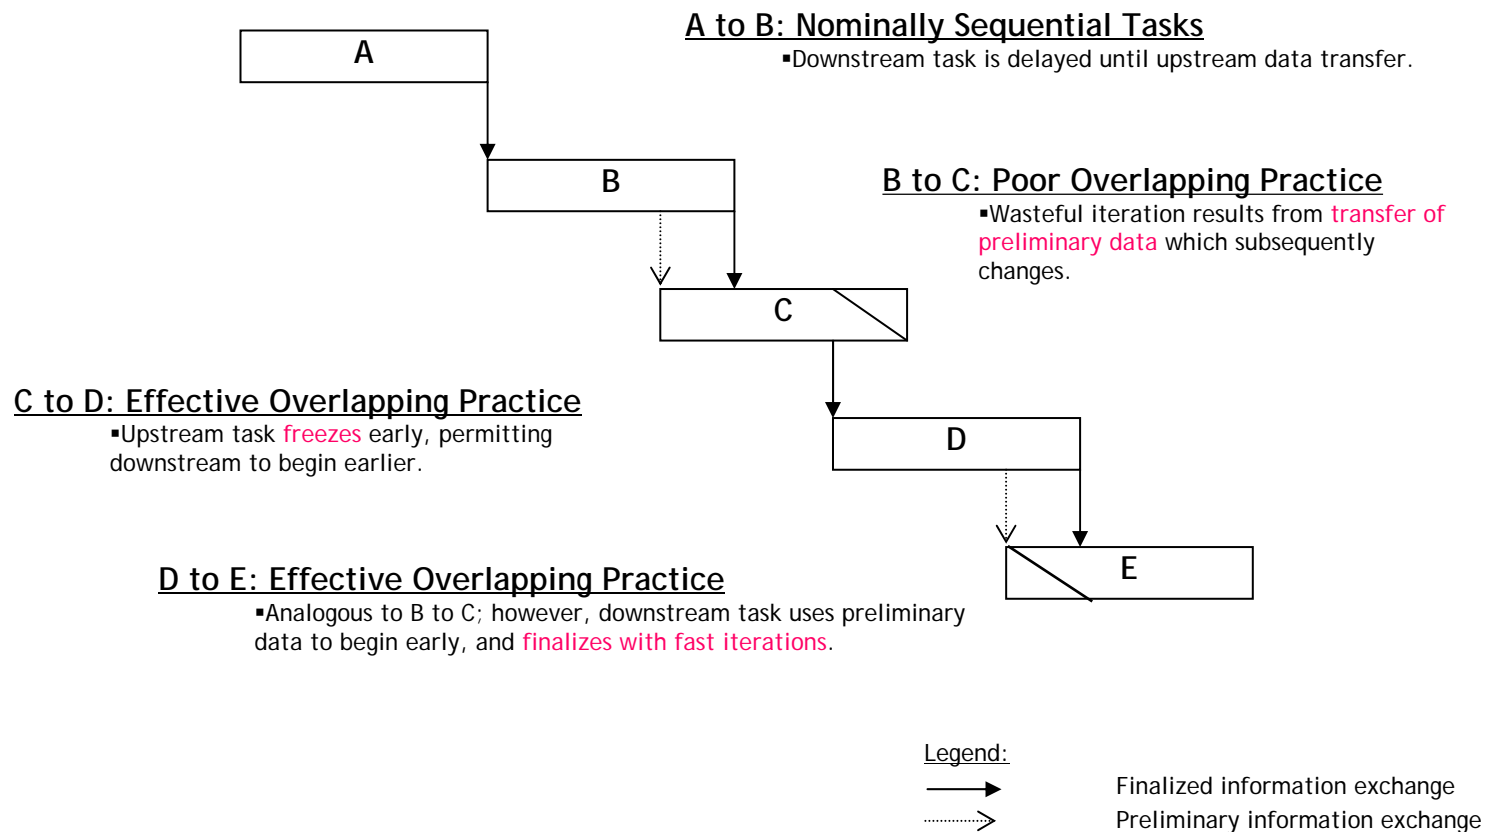 A to B: Nominally Sequential Tasks
▪Downstream task is delayed until upstream data transfer.
A
B
B to C: Poor Overlapping Practice
▪Wasteful iteration results from transfer of
preliminary data which subsequently
changes.
C
C to D: Effective Overlapping Practice
▪Upstream task freezes early, permitting
downstream to begin earlier.
D
D to E: Effective Overlapping Practice
▪Analogous to B to C; however, downstream task uses preliminary
data to begin early, and finalizes with fast iterations.
E
Legend:
Finalized information exchange
Preliminary information exchange